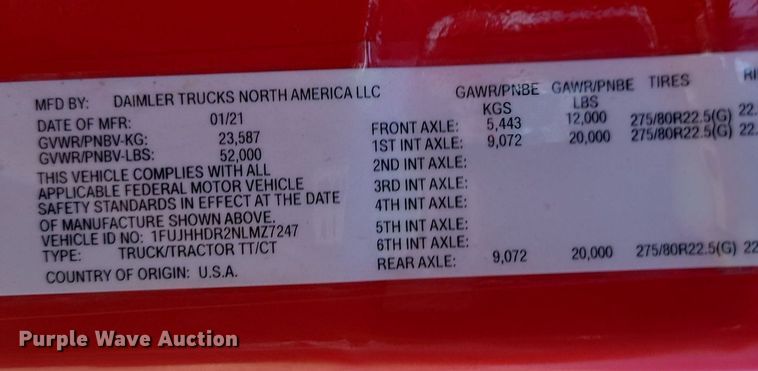 MFD BY: DAIMLER TRUCKS NORTH AMERICA LLC
DATE OF MFR: 01/21
GVWR/PNBV-KG: 23,587
GVWR/PNBV-LBS: 52,000
THIS VEHICLE COMPLIES WITH ALL
APPLICABLE FEDERAL MOTOR VEHICLE
SAFETY STANDARDS IN EFFECT AT THE DATE
OF MANUFACTURE SHOWN ABOVE.
VEHICLE ID NO: 1FUJHHDR2NLMZ7247
TYPE: TRUCK/TRACTOR TT/CT
COUNTRY OF ORIGIN: U.S.A.
GAWR/PNBE GAWR/PNBE TIRES RI
KGS LBS
FRONT AXLE: 5,443 12,000 275/80R22.5(G) 22.
1ST INT AXLE: 9,072 20,000 275/80R22.5(G) 22.
2ND INT AXLE:
3RD INT AXLE:
4TH INT AXLE:
5TH INT AXLE:
6TH INT AXLE:
REAR AXLE: 9,072 20,000 275/80R22.5(G) 22
Purple Wave Auction